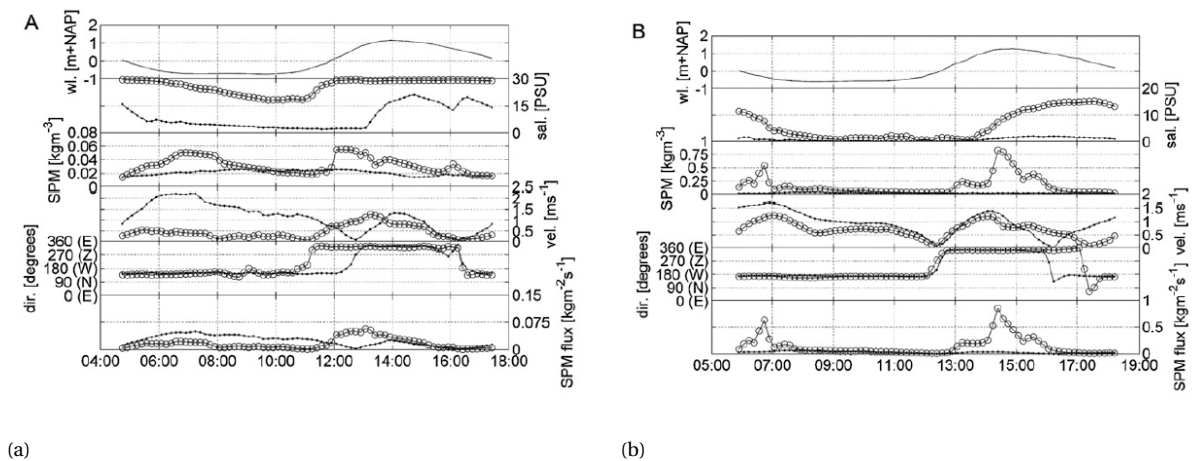 A
2
1
0
-1
wl. [m+NAP]
30
15
0
sal. [PSU]
0.08
0.06
0.04
0.02
0
SPM [kgm-3]
2.5
1.5
0.5
0
vel. [ms-1]
360 (E)
270 (Z)
180 (W)
90 (N)
0 (E)
dir. [degrees]
0.15
0.075
0.00
SPM flux [kgm-2s-1]
04:00 06:00 08:00 10:00 12:00 14:00 16:00 18:00
(a)
B
2
1
0
-1
wl. [m+NAP]
20
10
0
sal. [PSU]
1
0.75
0.5
0.25
0
SPM [kgm-3]
2
1.5
1
0.5
0
vel. [ms-1]
360 (E)
270 (Z)
180 (W)
90 (N)
0 (E)
dir. [degrees]
1
0.5
0
SPM flux [kgm-2s-1]
05:00 07:00 09:00 11:00 13:00 15:00 17:00 19:00
(b)